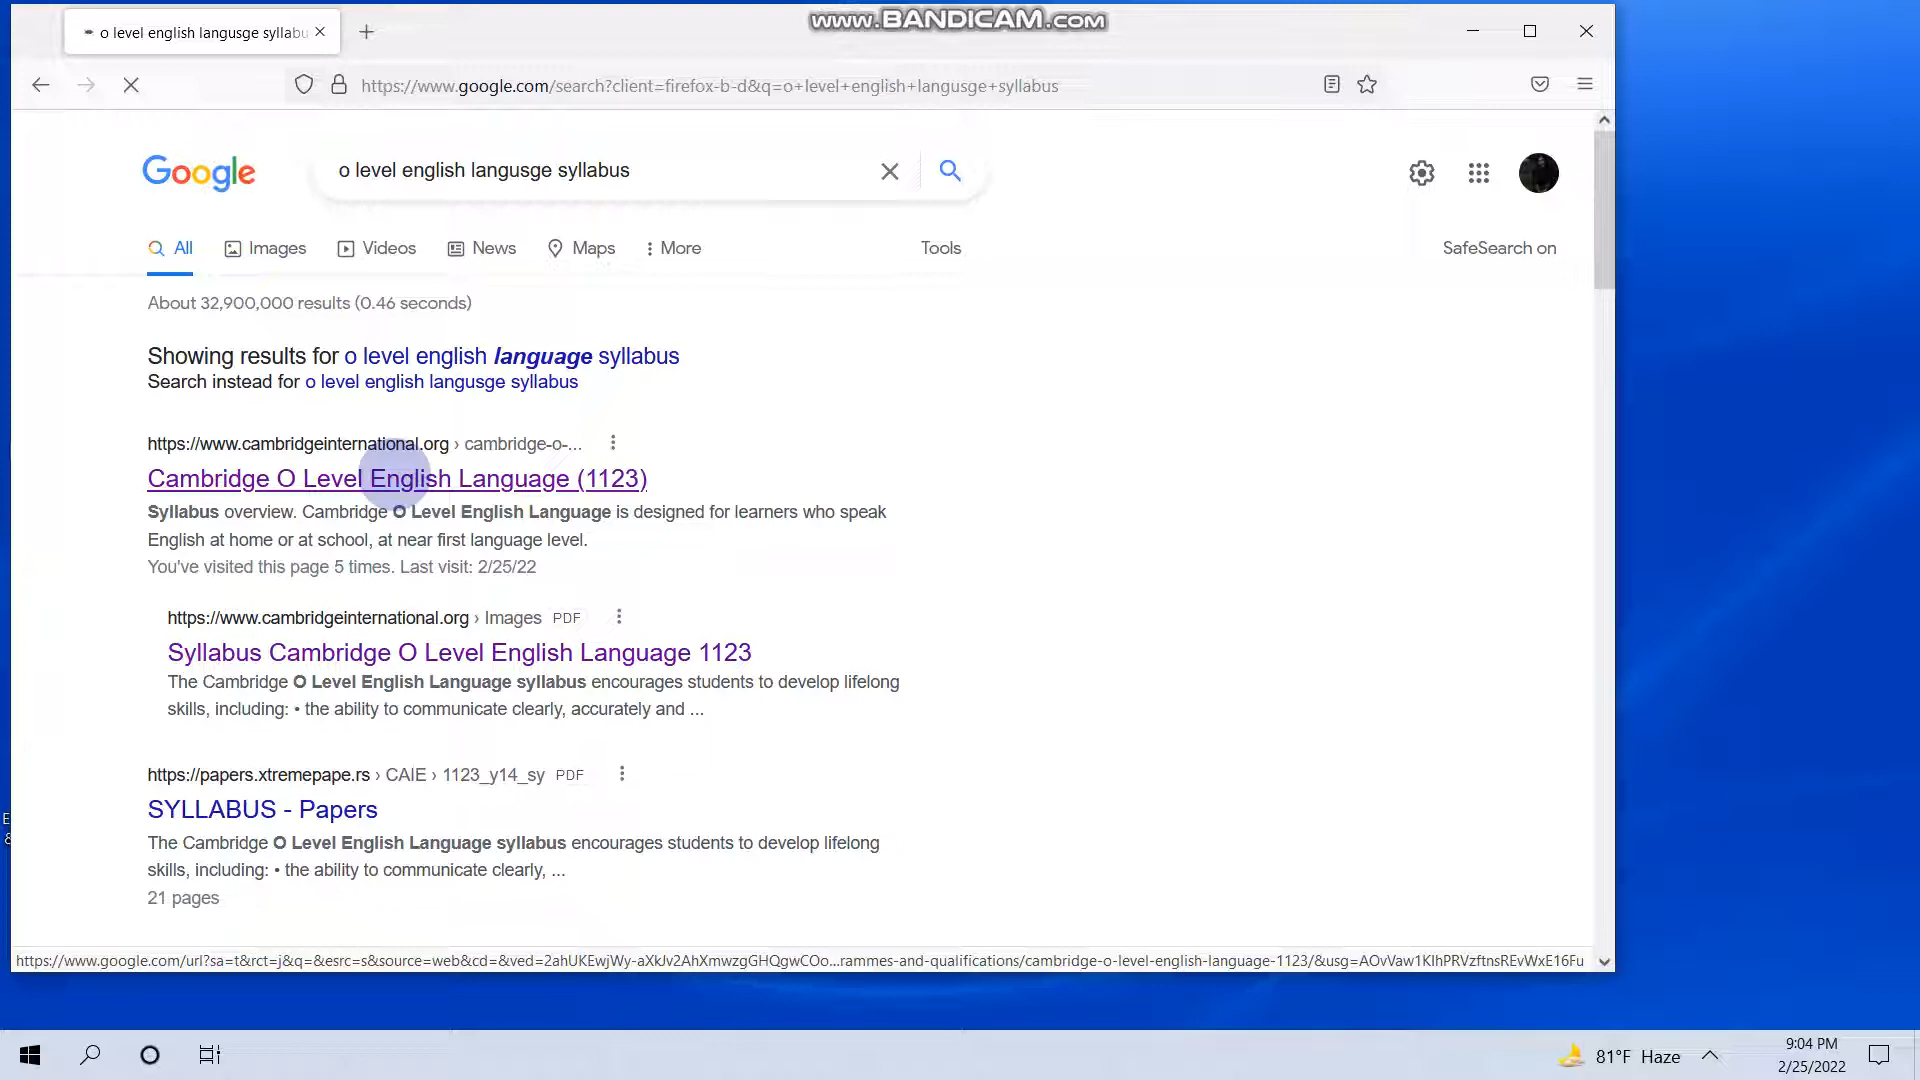 www.BANDICAM.com
o level english langusge syllabu
https://www.google.com/search?client=firefox-b-d&q=o+level+english+langusge+syllabus
Google
o level english langusge syllabus
All Images Videos News Maps More Tools SafeSearch on
About 32,900,000 results (0.46 seconds)
Showing results for o level english language syllabus
Search instead for o level english langusge syllabus
https://www.cambridgeinternational.org › cambridge-o-...
Cambridge O Level English Language (1123)
Syllabus overview. Cambridge O Level English Language is designed for learners who speak
English at home or at school, at near first language level.
You've visited this page 5 times. Last visit: 2/25/22
https://www.cambridgeinternational.org › Images PDF
Syllabus Cambridge O Level English Language 1123
The Cambridge O Level English Language syllabus encourages students to develop lifelong
skills, including: • the ability to communicate clearly, accurately and ...
https://papers.xtremepape.rs › CAIE › 1123_y14_sy PDF
SYLLABUS - Papers
The Cambridge O Level English Language syllabus encourages students to develop lifelong
skills, including: • the ability to communicate clearly, ...
21 pages
E
&
https://www.google.com/url?sa=t&rct=j&q=&esrc=s&source=web&cd=&ved=2ahUKEwjWy-aXkJv2AhXmwzgGHQgwCOo...rammes-and-qualifications/cambridge-o-level-english-language-1123/&usg=AOvVaw1KIhPRVzftnsREvWxE16Fu
81°F Haze
9:04 PM
2/25/2022